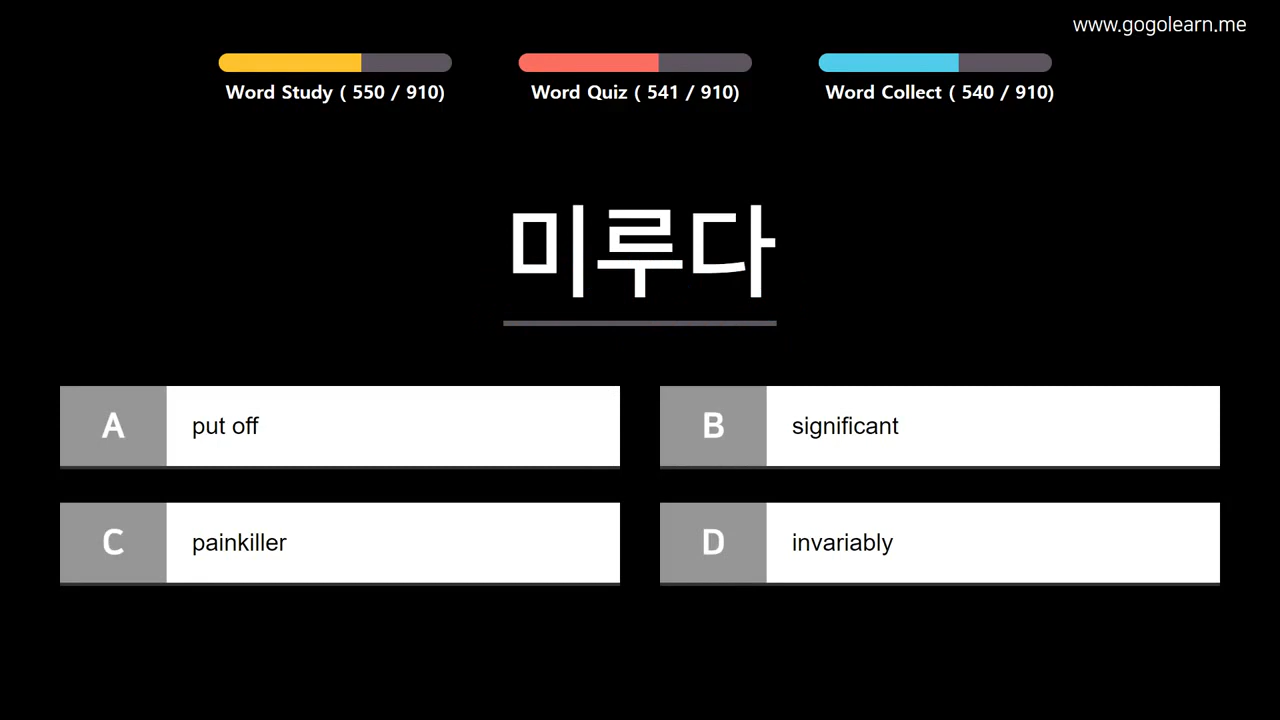 www.gogolearn.me
Word Study ( 550 / 910)
Word Quiz ( 541 / 910)
Word Collect ( 540 / 910)
미루다
A put off
B significant
C painkiller
D invariably